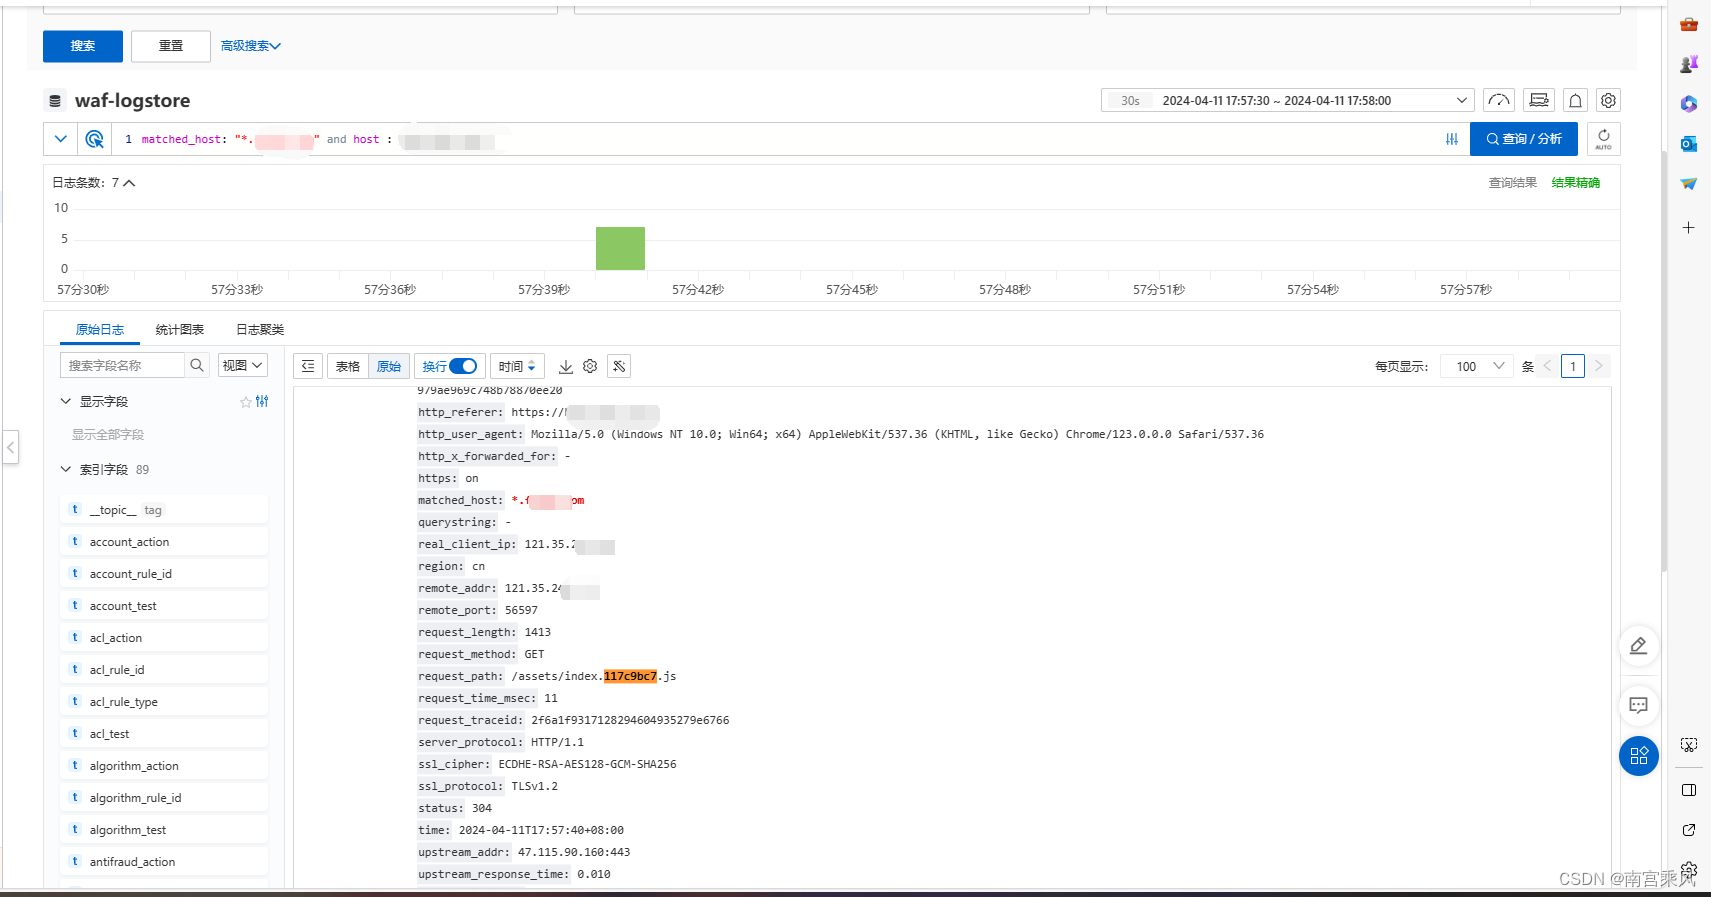 搜索
重置
高级搜索
waf-logstore
30s 2024-04-11 17:57:30 ~ 2024-04-11 17:58:00
1 matched_host: "*. " and host :
查询 / 分析
AUTO
日志条数: 7
查询结果 结果精确
10
5
0
57分30秒 57分33秒 57分36秒 57分39秒 57分42秒 57分45秒 57分48秒 57分51秒 57分54秒 57分57秒
原始日志 统计图表 日志聚类
搜索字段名称
视图
表格 原始 换行 时间
每页显示: 100 条 1
显示字段
显示全部字段
索引字段 89
t __topic__ tag
t account_action
t account_rule_id
t account_test
t acl_action
t acl_rule_id
t acl_rule_type
t acl_test
t algorithm_action
t algorithm_rule_id
t algorithm_test
t antifraud_action
979ae969c748b78870ee20
http_referer: https://
http_user_agent: Mozilla/5.0 (Windows NT 10.0; Win64; x64) AppleWebKit/537.36 (KHTML, like Gecko) Chrome/123.0.0.0 Safari/537.36
http_x_forwarded_for: -
https: on
matched_host: *.
querystring: -
real_client_ip: 121.35.2
region: cn
remote_addr: 121.35.24
remote_port: 56597
request_length: 1413
request_method: GET
request_path: /assets/index.117c9bc7.js
request_time_msec: 11
request_traceid: 2f6a1f9317128294604935279e6766
server_protocol: HTTP/1.1
ssl_cipher: ECDHE-RSA-AES128-GCM-SHA256
ssl_protocol: TLSv1.2
status: 304
time: 2024-04-11T17:57:40+08:00
upstream_addr: 47.115.90.160:443
upstream_response_time: 0.010
CSDN @南宫乘风